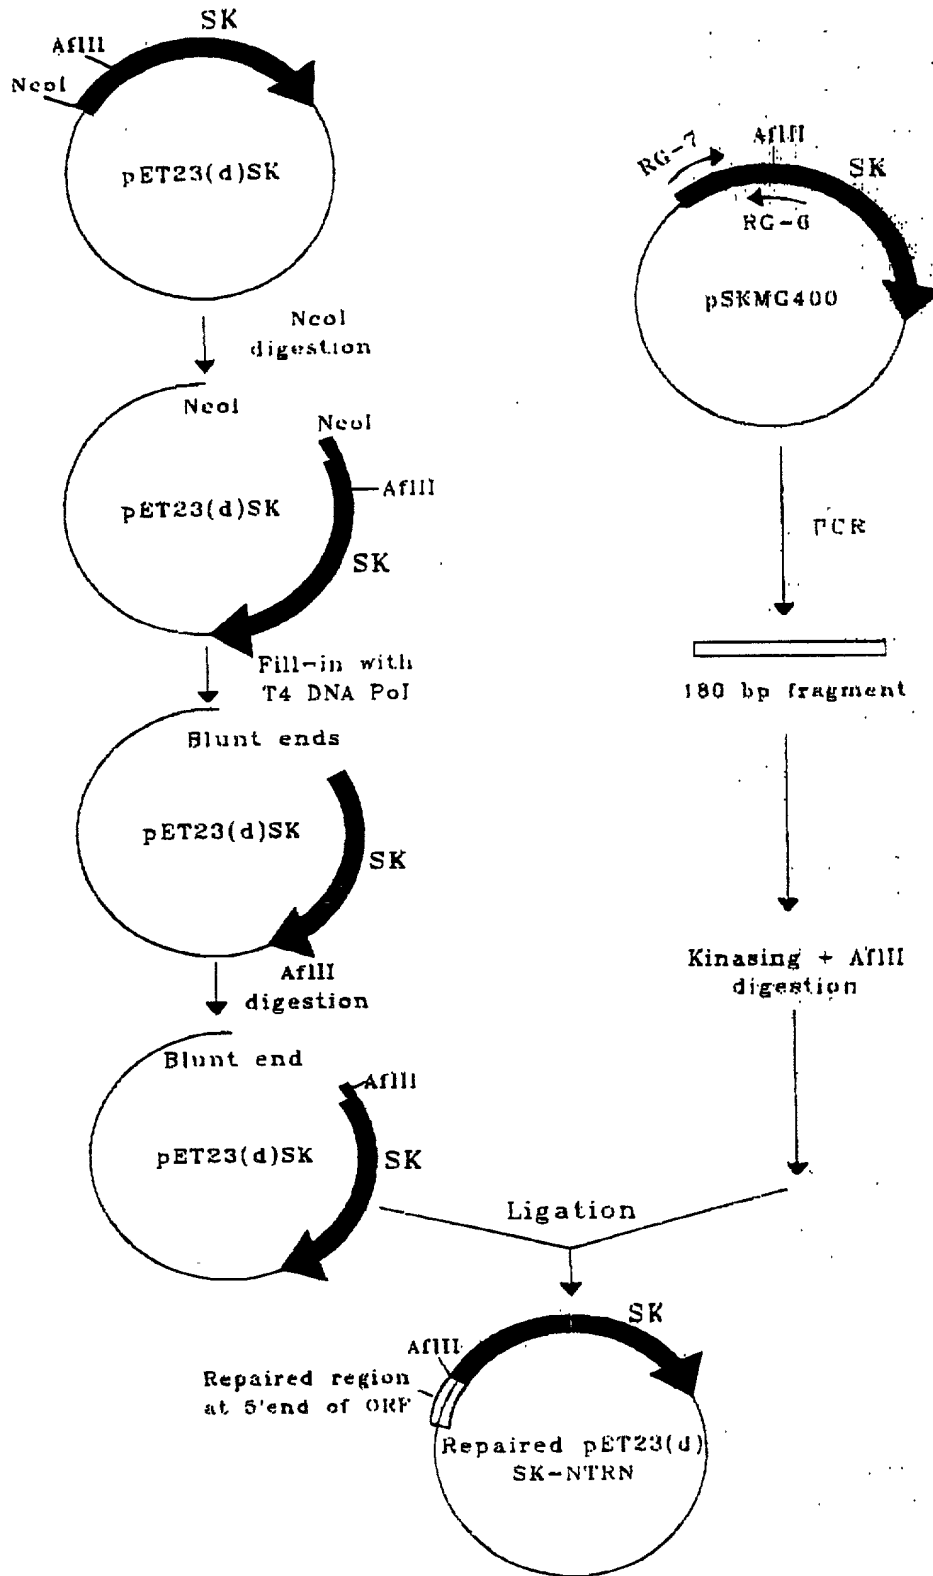 SK
AflII
NcoI
pET23(d)SK
NcoI
digestion
NcoI
NcoI
AflII
pET23(d)SK
SK
Fill-in with
T4 DNA Pol
Blunt ends
pET23(d)SK
SK
AflII
digestion
Blunt end
AflII
pET23(d)SK
SK
RG-7
AflII
SK
RG-6
pSKMG400
PCR
180 bp fragment
Kinasing + AflII
digestion
Ligation
SK
AflII
Repaired region
at 5'end of ORF
Repaired pET23(d)
SK-NTRN